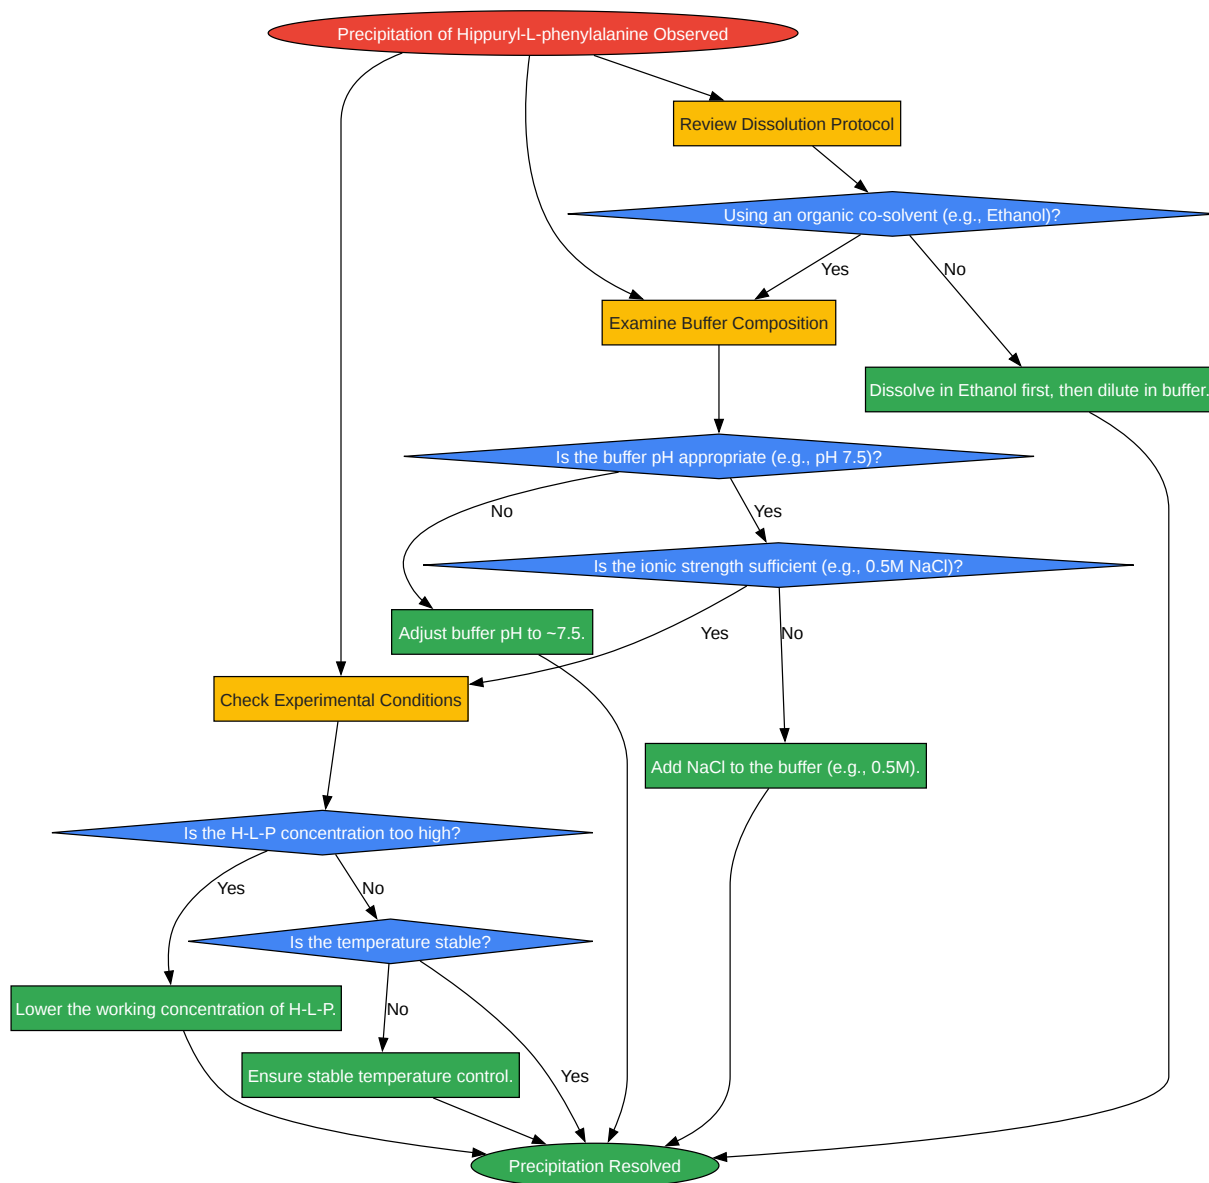 Precipitation of Hippuryl-L-phenylalanine Observed
Review Dissolution Protocol
Using an organic co-solvent (e.g., Ethanol)?
Yes
No
Examine Buffer Composition
Dissolve in Ethanol first, then dilute in buffer.
Is the buffer pH appropriate (e.g., pH 7.5)?
No
Yes
Is the ionic strength sufficient (e.g., 0.5M NaCl)?
Adjust buffer pH to ~7.5.
Yes
No
Check Experimental Conditions
Add NaCl to the buffer (e.g., 0.5M).
Is the H-L-P concentration too high?
Yes
No
Is the temperature stable?
Lower the working concentration of H-L-P.
No
Ensure stable temperature control.
Yes
Precipitation Resolved